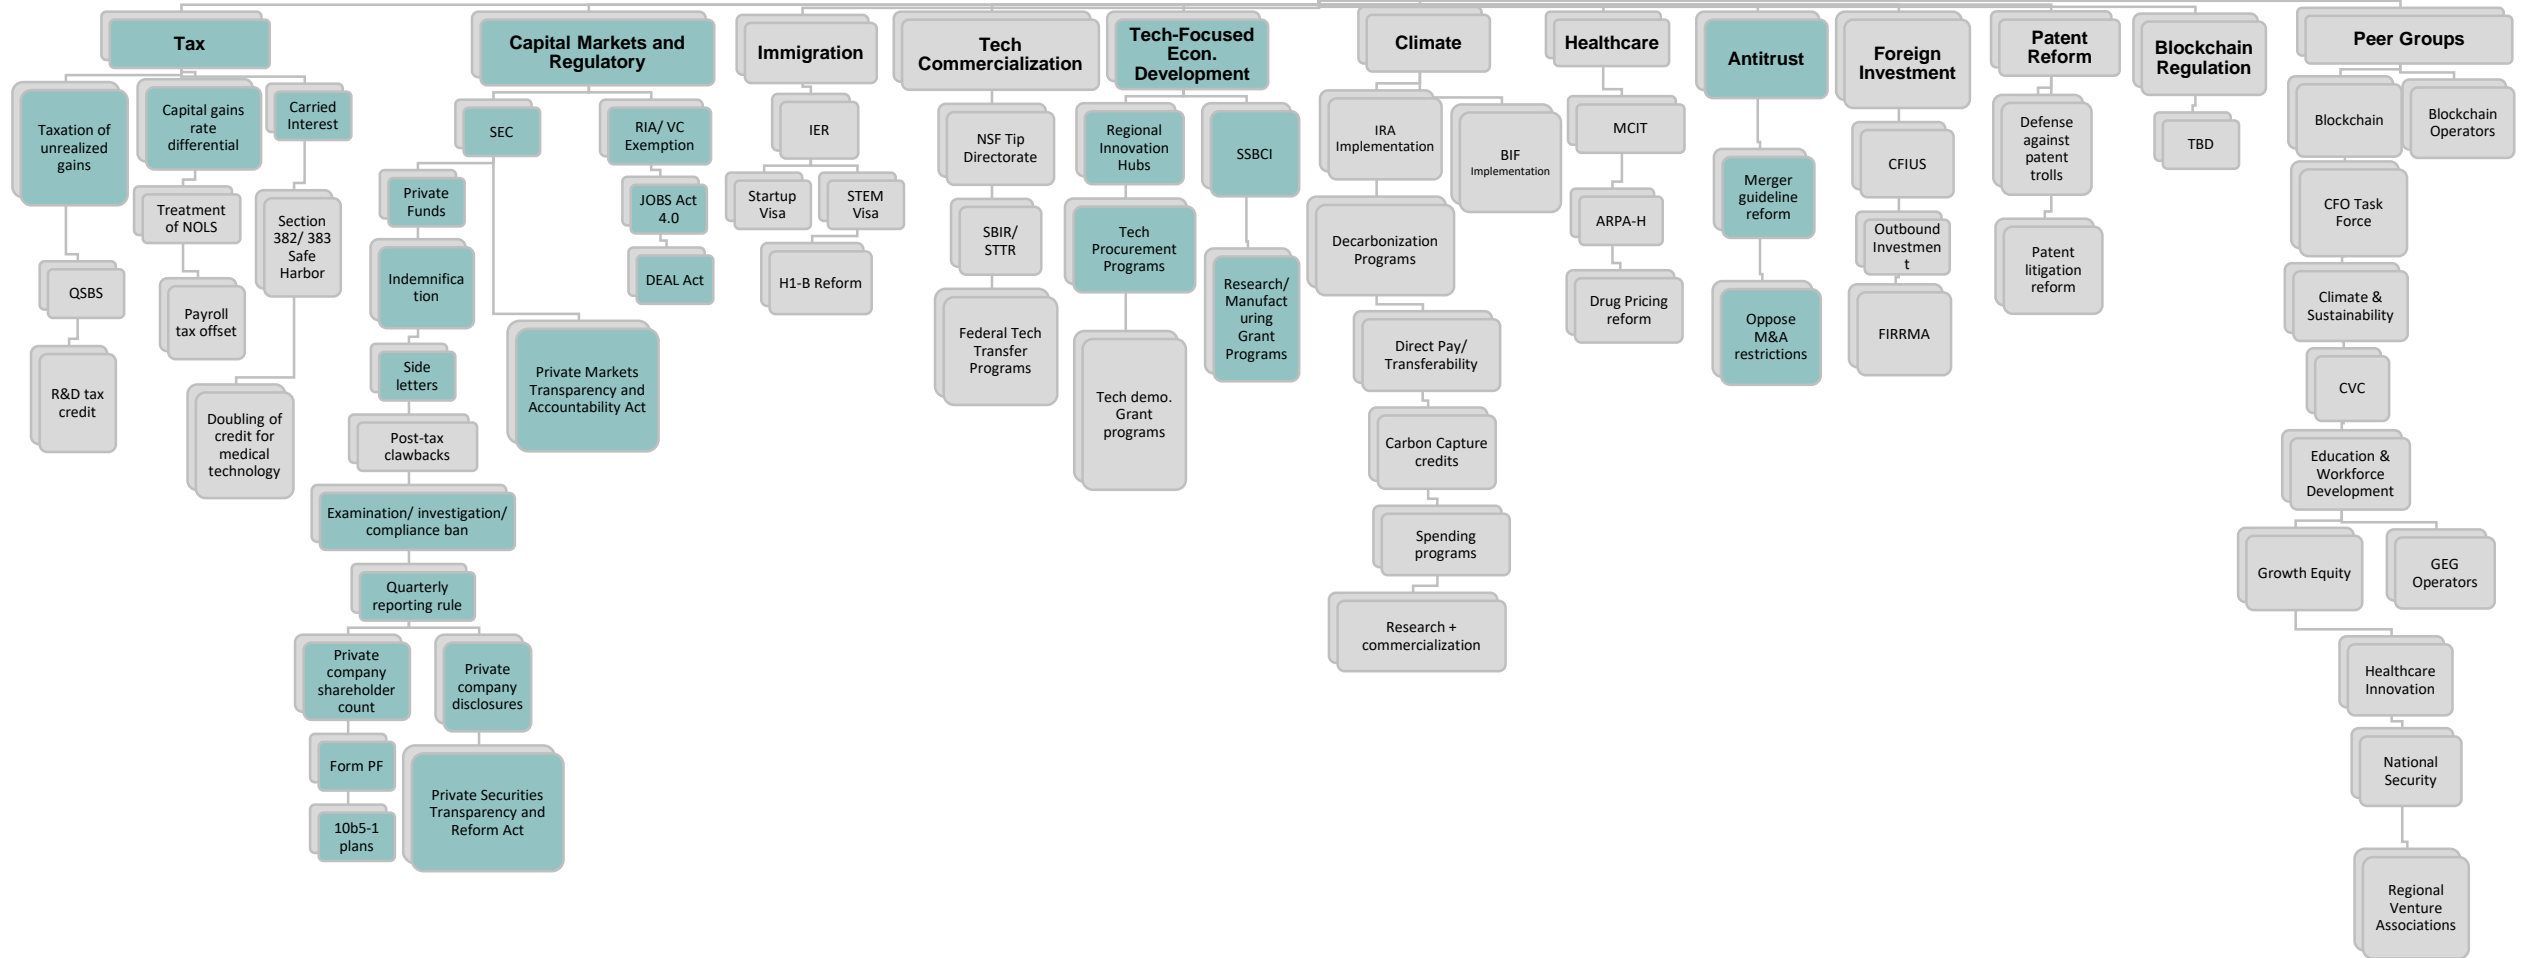 Tax
Taxation of
unrealized
gains
QSBS
R&D tax
credit
Capital gains
rate
differential
Treatment
of NOLS
Payroll
tax offset
Carried
Interest
Section
382/ 383
Safe
Harbor
Doubling of
credit for
medical
technology
Capital Markets and
Regulatory
SEC
Private
Funds
Indemnifica
tion
Side
letters
Post-tax
clawbacks
Examination/ investigation/
compliance ban
Quarterly
reporting rule
Private
company
shareholder
count
Form PF
10b5-1
plans
Private
company
disclosures
Private Securities
Transparency and
Reform Act
Private Markets
Transparency and
Accountability Act
RIA/ VC
Exemption
JOBS Act
4.0
DEAL Act
Immigration
IER
Startup
Visa
STEM
Visa
H1-B Reform
Tech
Commercialization
NSF Tip
Directorate
SBIR/
STTR
Federal Tech
Transfer
Programs
Tech-Focused
Econ.
Development
Regional
Innovation
Hubs
Tech
Procurement
Programs
Tech demo.
Grant
programs
SSBCI
Research/
Manufact
uring
Grant
Programs
Climate
IRA
Implementation
Decarbonization
Programs
Direct Pay/
Transferability
Carbon Capture
credits
Spending
programs
Research +
commercialization
BIF
Implementation
Healthcare
MCIT
ARPA-H
Drug Pricing
reform
Antitrust
Merger
guideline
reform
Oppose
M&A
restrictions
Foreign
Investment
CFIUS
Outbound
Investmen
t
FIRRMA
Patent
Reform
Defense
against
patent
trolls
Patent
litigation
reform
Blockchain
Regulation
TBD
Peer Groups
Blockchain
Blockchain
Operators
CFO Task
Force
Climate &
Sustainability
CVC
Education &
Workforce
Development
Growth Equity
GEG
Operators
Healthcare
Innovation
National
Security
Regional
Venture
Associations